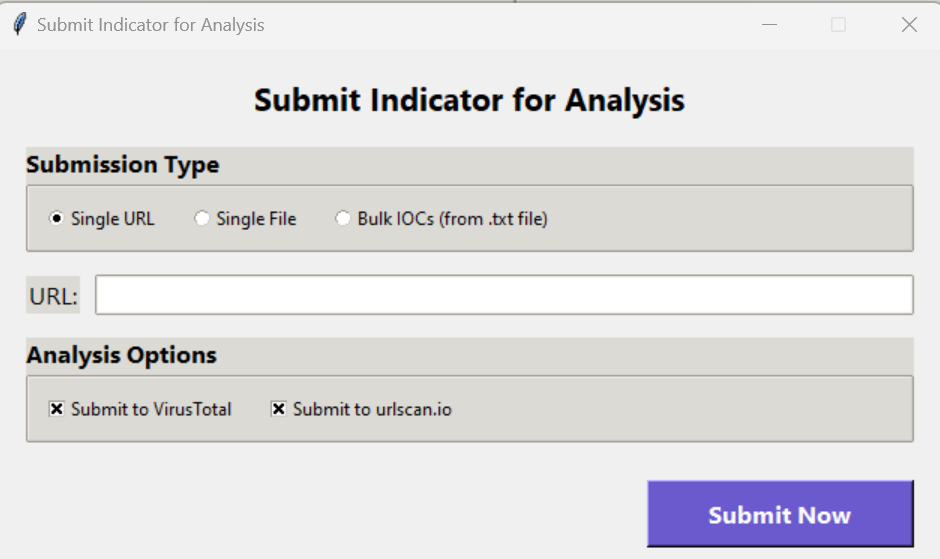 Submit Indicator for Analysis
Submit Indicator for Analysis
Submission Type
Single URL Single File Bulk IOCs (from .txt file)
URL:
Analysis Options
Submit to VirusTotal Submit to urlscan.io
Submit Now